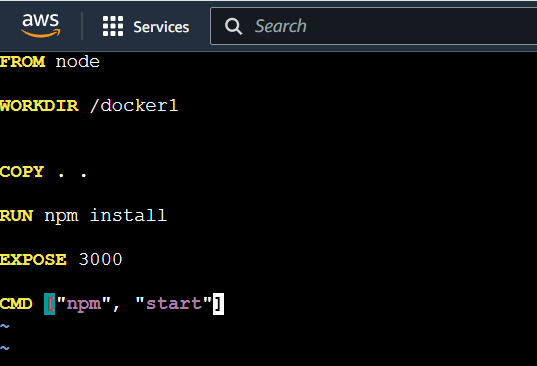 aws Services Search
FROM node
WORKDIR /docker1
COPY . .
RUN npm install
EXPOSE 3000
CMD ["npm", "start"]
~
~